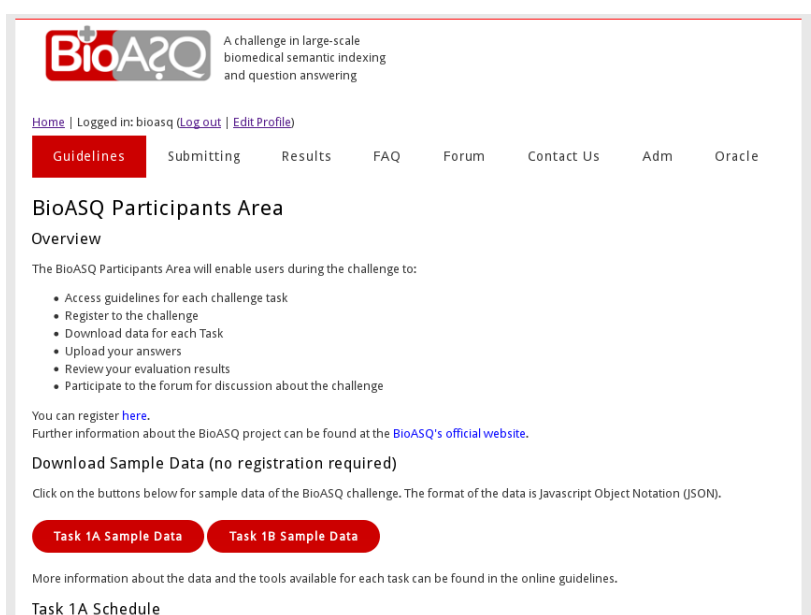 BioASQ
A challenge in large-scale
biomedical semantic indexing
and question answering
Home | Logged in: bioasq (Log out | Edit Profile)
Guidelines Submitting Results FAQ Forum Contact Us Adm Oracle
BioASQ Participants Area
Overview
The BioASQ Participants Area will enable users during the challenge to:
• Access guidelines for each challenge task
• Register to the challenge
• Download data for each Task
• Upload your answers
• Review your evaluation results
• Participate to the forum for discussion about the challenge
You can register here.
Further information about the BioASQ project can be found at the BioASQ's official website.
Download Sample Data (no registration required)
Click on the buttons below for sample data of the BioASQ challenge. The format of the data is Javascript Object Notation (JSON).
Task 1A Sample Data Task 1B Sample Data
More information about the data and the tools available for each task can be found in the online guidelines.
Task 1A Schedule